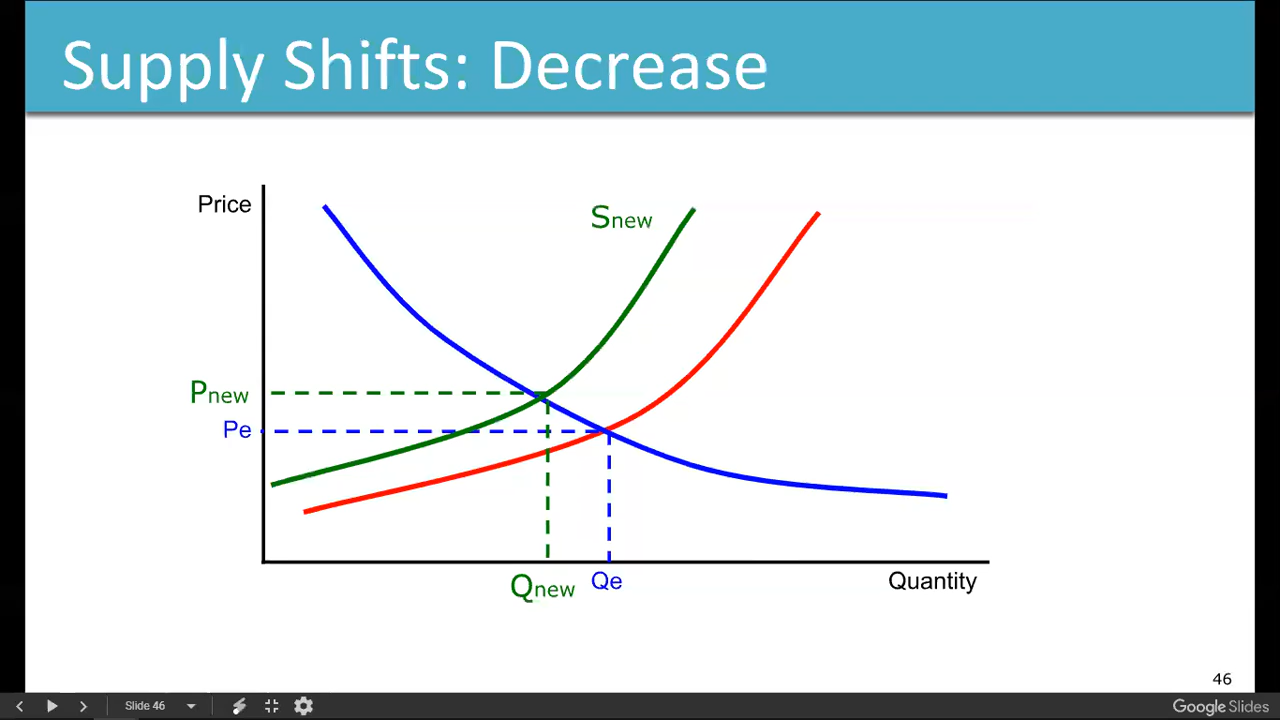 Supply Shifts: Decrease
Price
Snew
Pnew
Pe
Qnew
Qe
Quantity
46
Slide 46
Google Slides